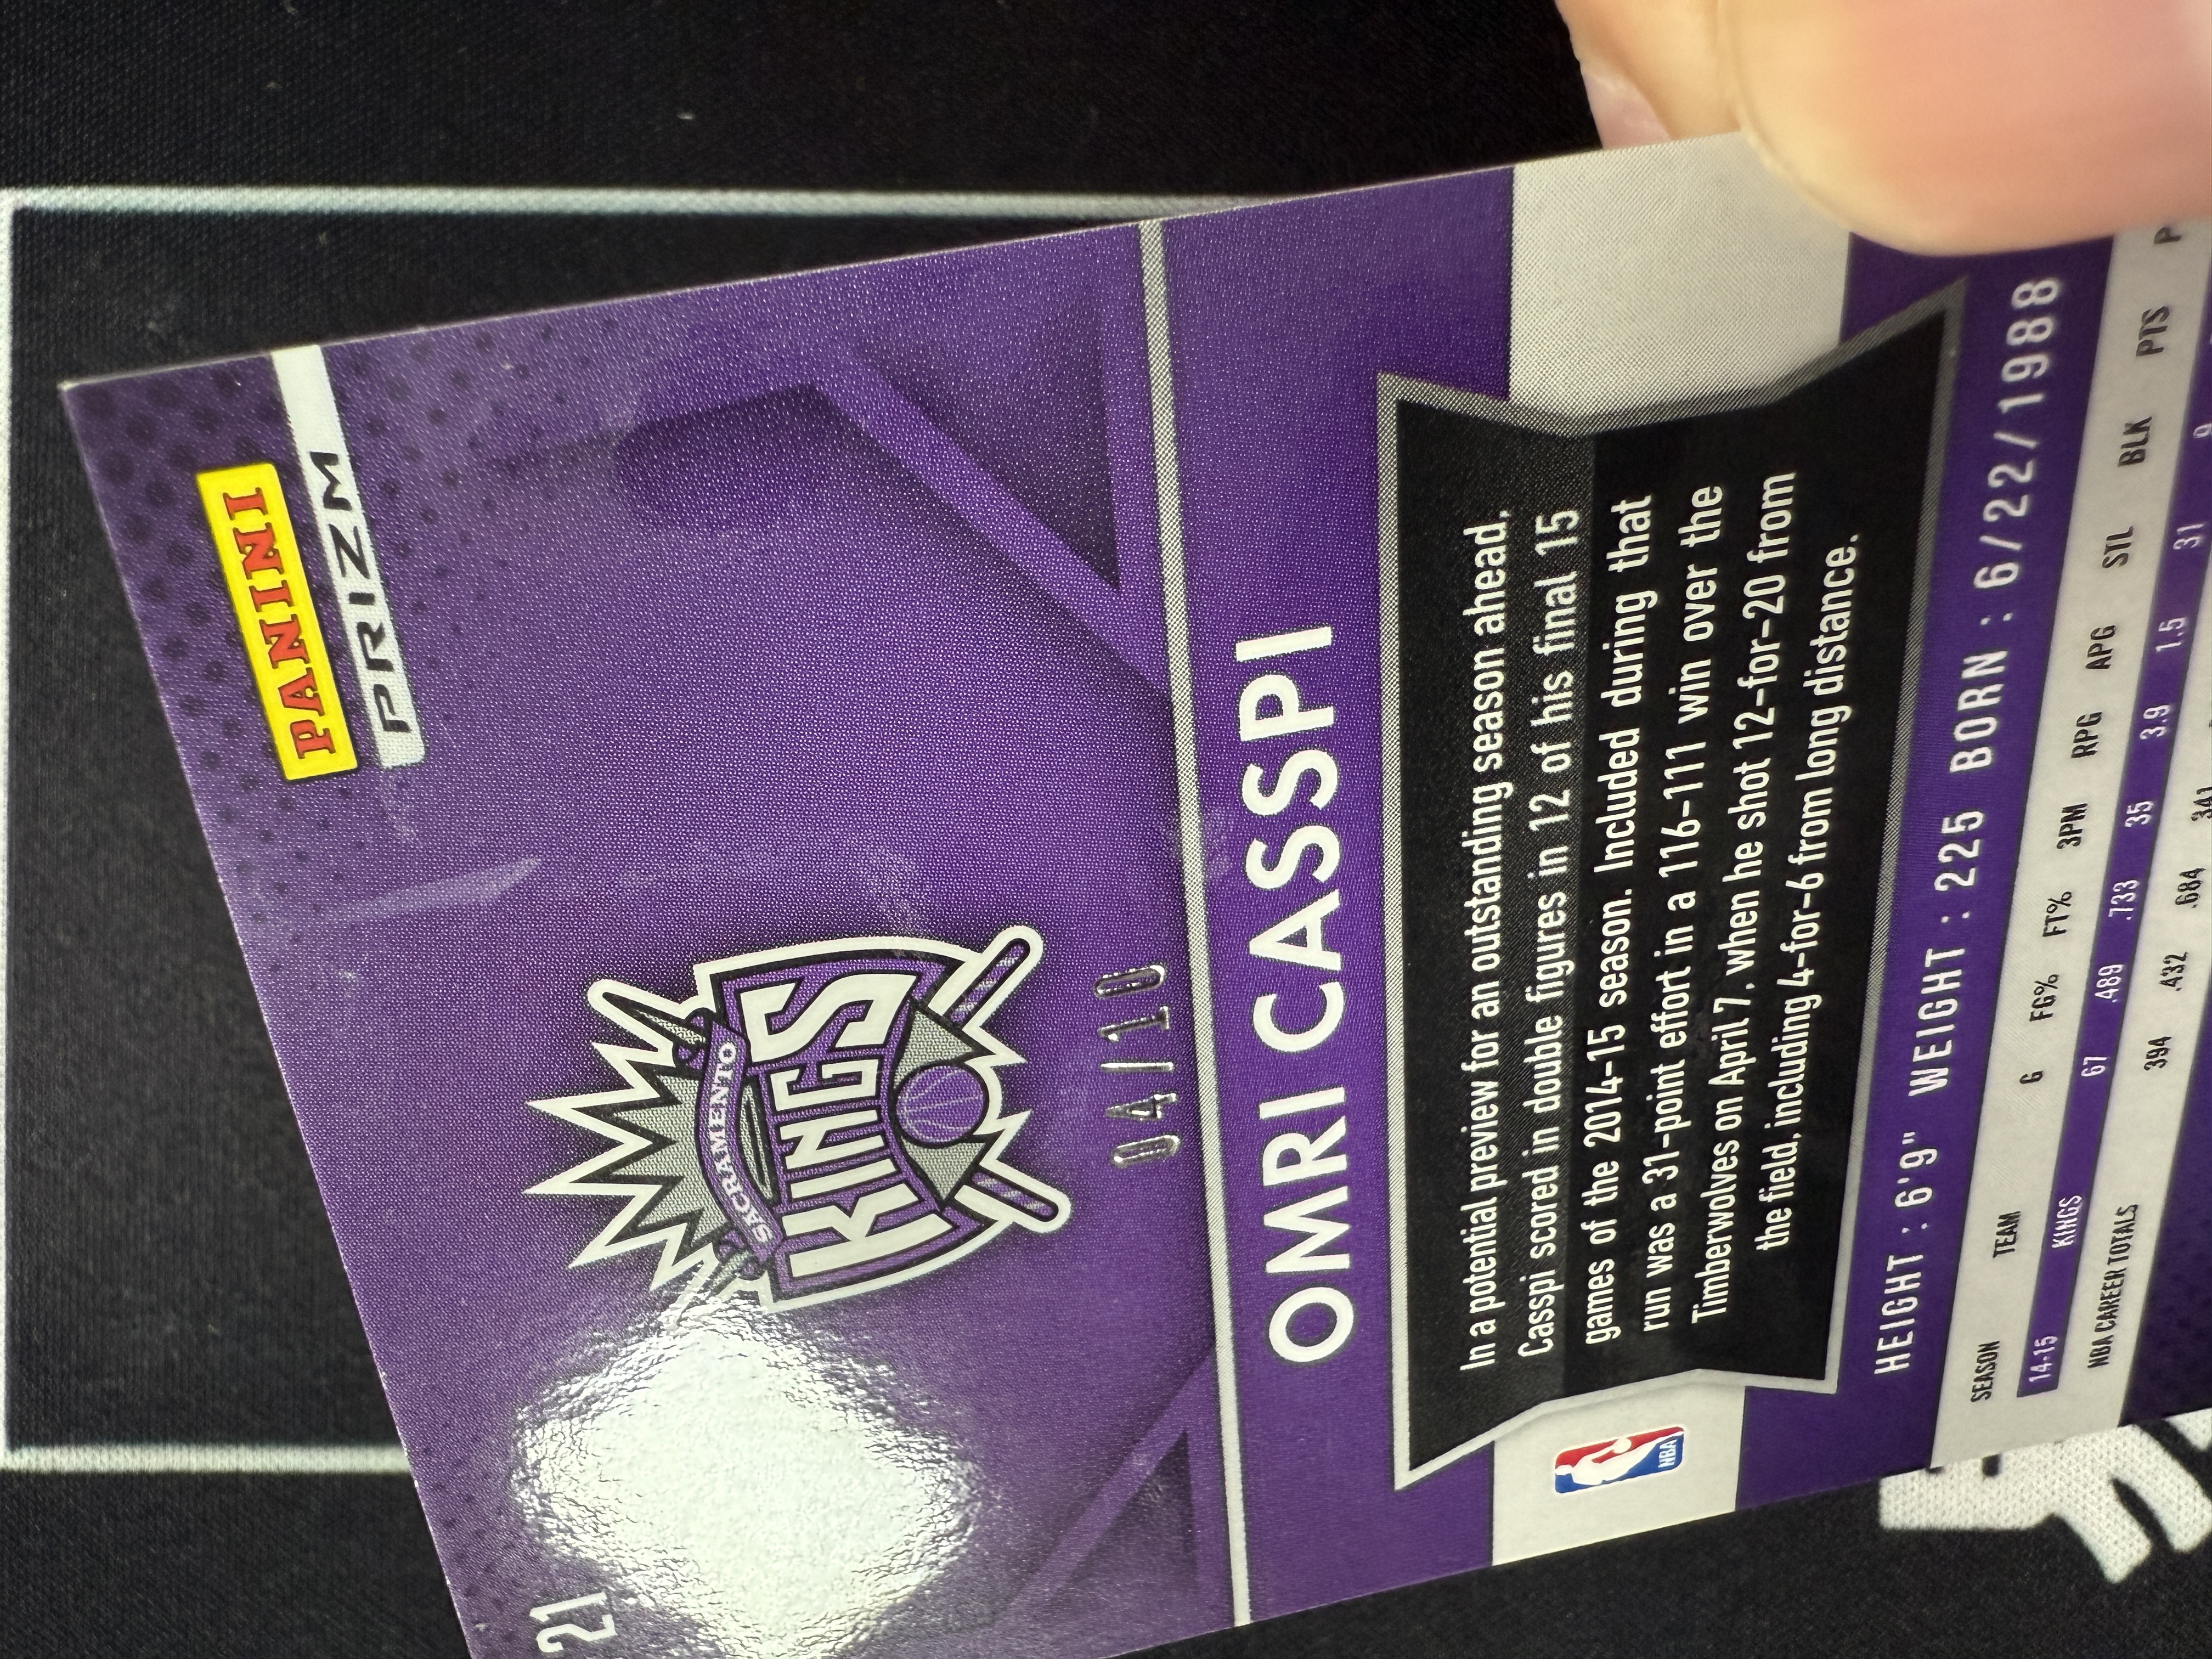 21
PANINI
PRIZM
SACRAMENTO
KINGS
04/10
OMRI CASSPI
In a potential preview for an outstanding season ahead,
Casspi scored in double figures in 12 of his final 15
games of the 2014-15 season. Included during that
run was a 31-point effort in a 116-111 win over the
Timberwolves on April 7, when he shot 12-for-20 from
the field, including 4-for-6 from long distance.
NBA
HEIGHT : 6'9" WEIGHT : 225 BORN : 6/22/1988
SEASON TEAM G FG% FT% 3PM RPG APG STL BLK PTS
14-15 KINGS 67 .489 .733 35 3.9 1.5 31 9
NBA CAREER TOTALS 394 .432 .684 341